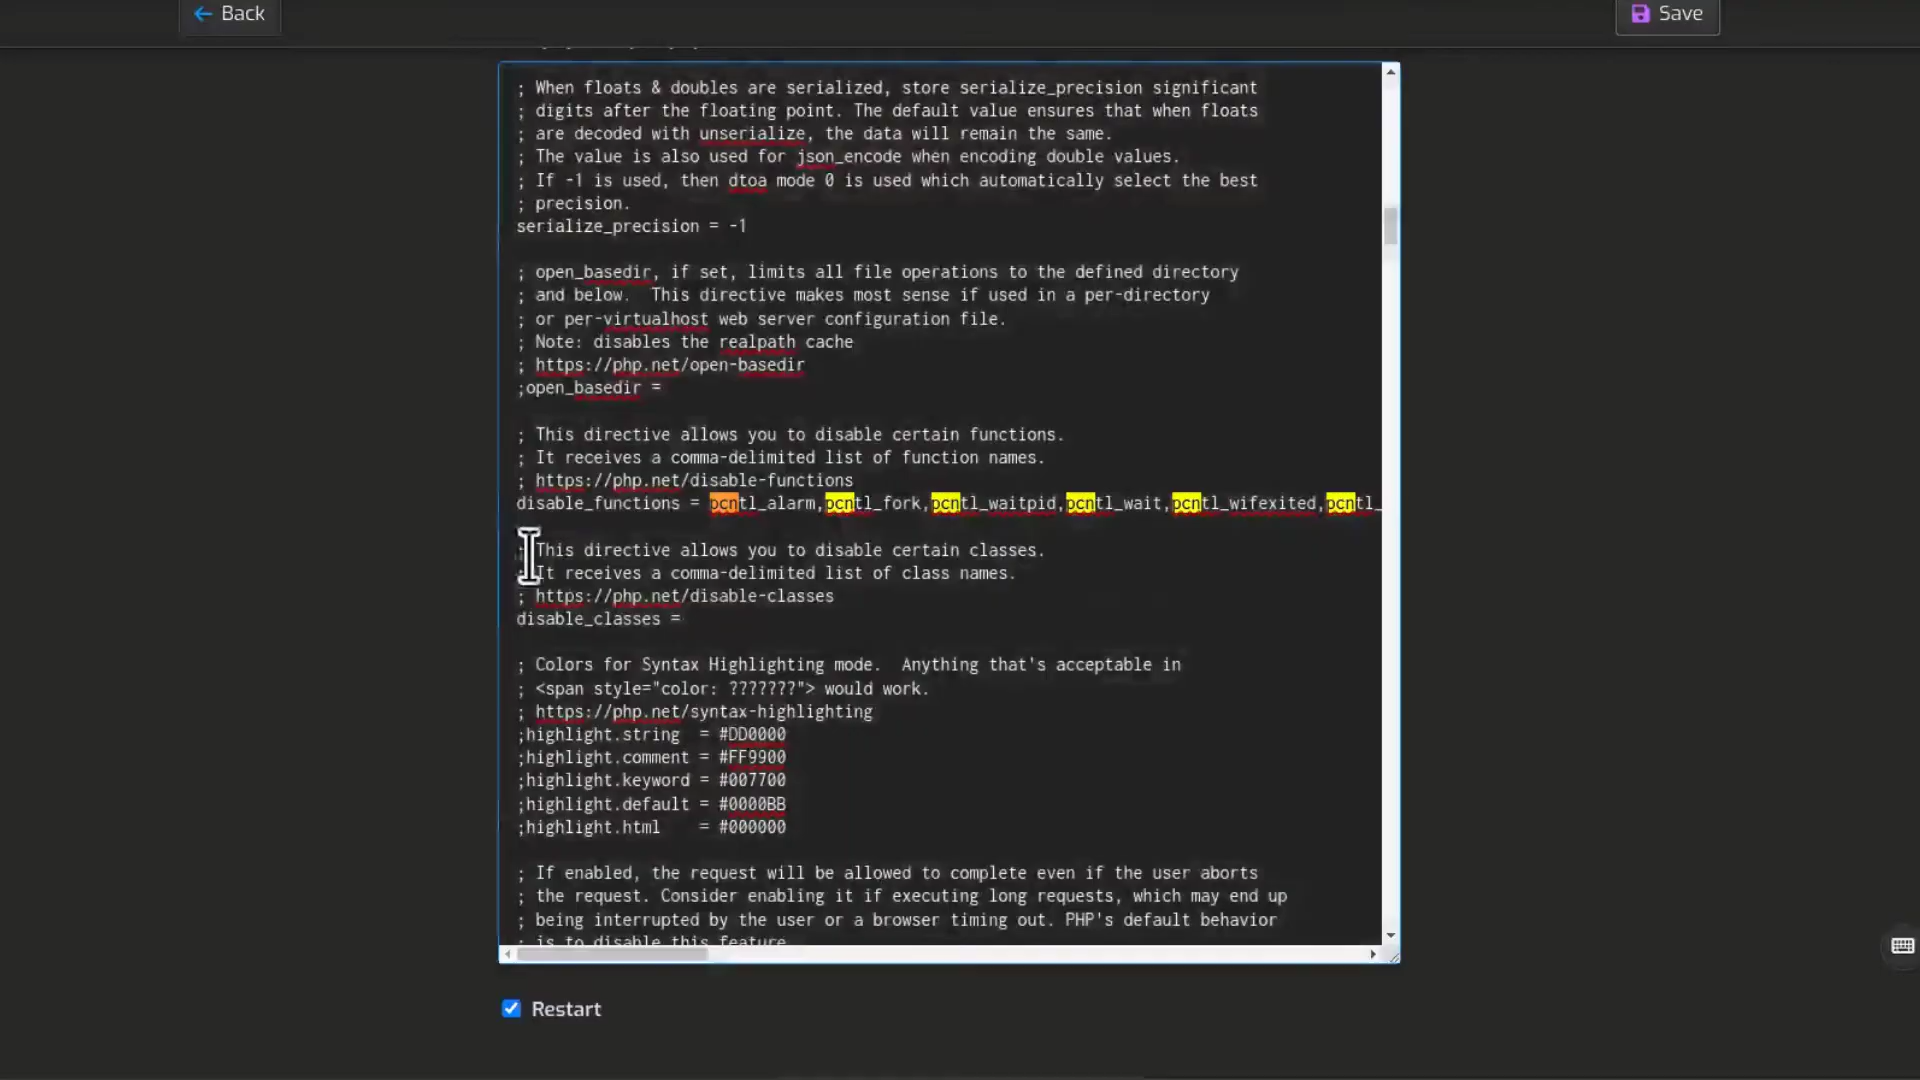 Back
Save
; When floats & doubles are serialized, store serialize_precision significant
; digits after the floating point. The default value ensures that when floats
; are decoded with unserialize, the data will remain the same.
; The value is also used for json_encode when encoding double values.
; If -1 is used, then dtoa mode 0 is used which automatically select the best
; precision.
serialize_precision = -1
; open_basedir, if set, limits all file operations to the defined directory
; and below.  This directive makes most sense if used in a per-directory
; or per-virtualhost web server configuration file.
; Note: disables the realpath cache
; https://php.net/open-basedir
;open_basedir =
; This directive allows you to disable certain functions.
; It receives a comma-delimited list of function names.
; https://php.net/disable-functions
disable_functions = pcntl_alarm,pcntl_fork,pcntl_waitpid,pcntl_wait,pcntl_wifexited,pcntl_
This directive allows you to disable certain classes.
It receives a comma-delimited list of class names.
; https://php.net/disable-classes
disable_classes =
; Colors for Syntax Highlighting mode.  Anything that's acceptable in
; <span style="color: ???????"> would work.
; https://php.net/syntax-highlighting
;highlight.string  = #DD0000
;highlight.comment = #FF9900
;highlight.keyword = #007700
;highlight.default = #0000BB
;highlight.html    = #000000
; If enabled, the request will be allowed to complete even if the user aborts
; the request. Consider enabling it if executing long requests, which may end up
; being interrupted by the user or a browser timing out. PHP's default behavior
; is to disable this feature.
Restart